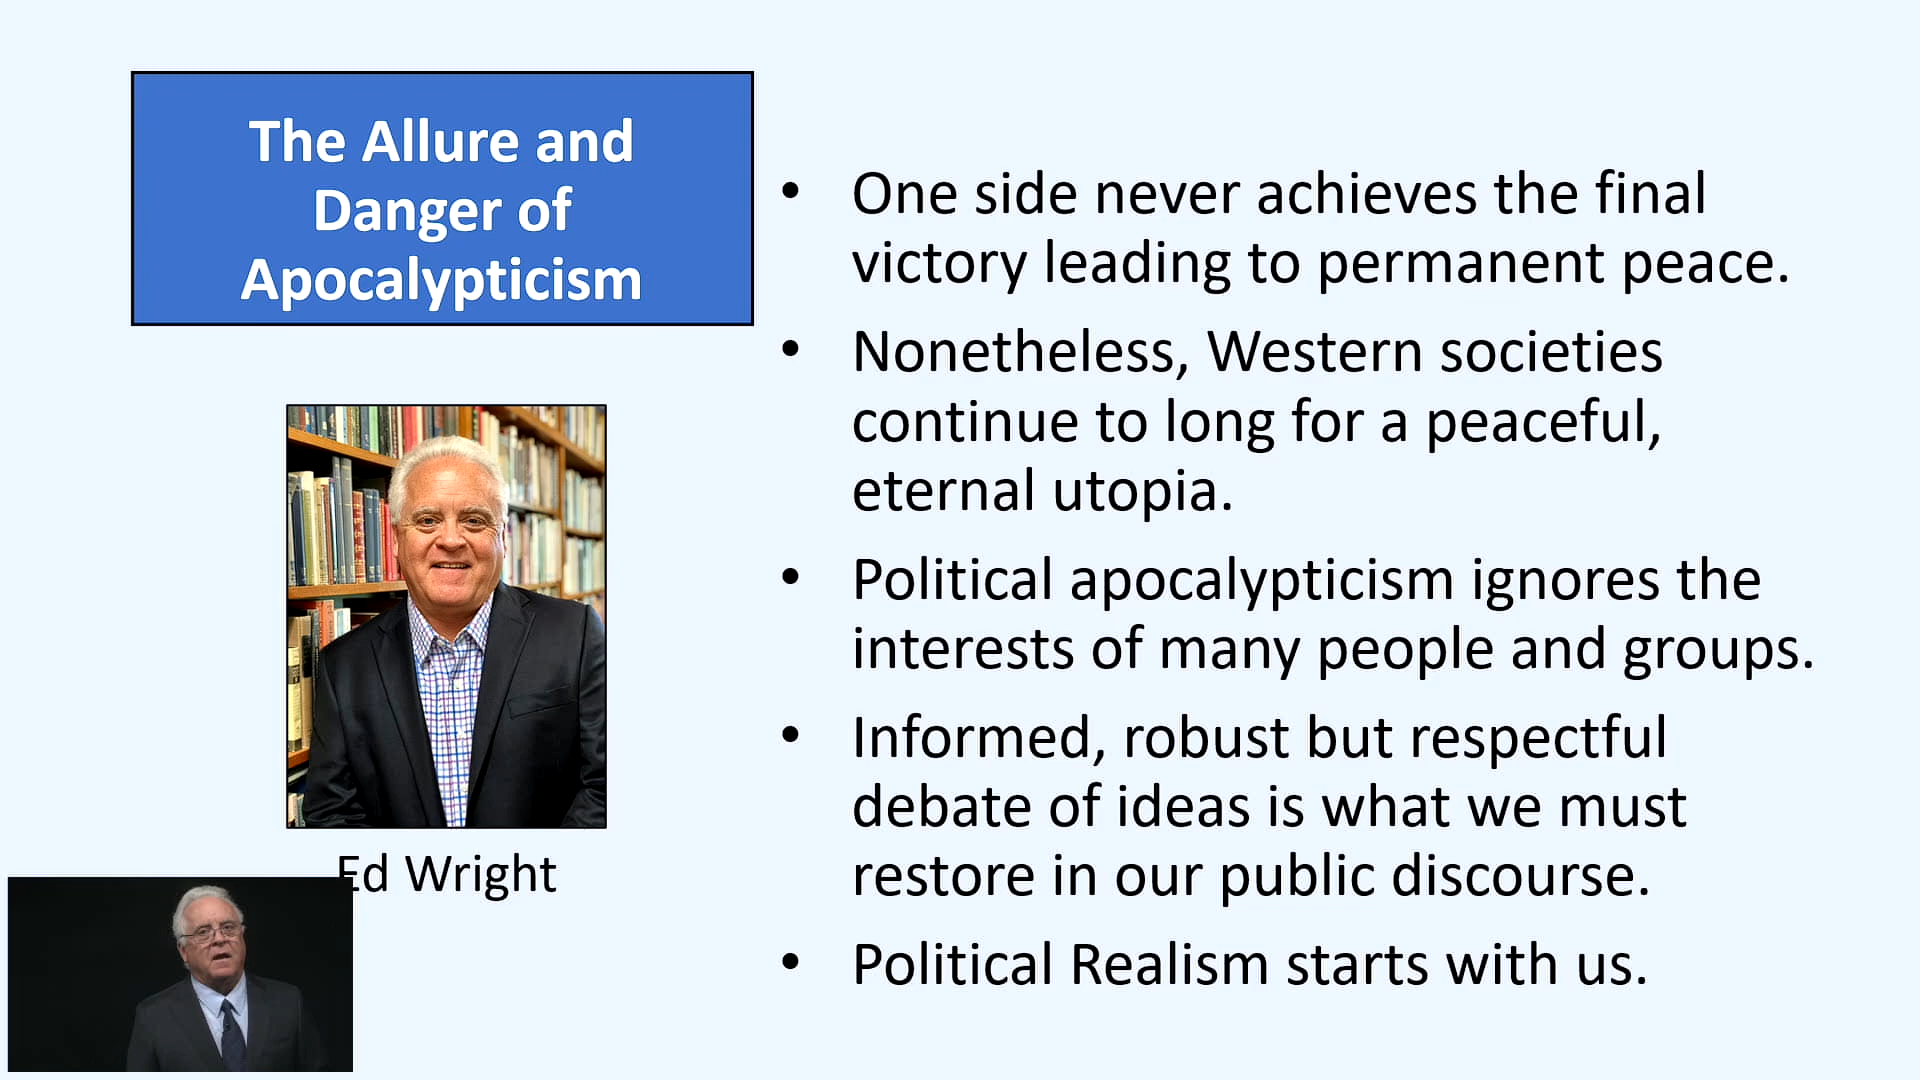 The Allure and
Danger of
Apocalypticism
Ed Wright
• One side never achieves the final
victory leading to permanent peace.
• Nonetheless, Western societies
continue to long for a peaceful,
eternal utopia.
• Political apocalypticism ignores the
interests of many people and groups.
• Informed, robust but respectful
debate of ideas is what we must
restore in our public discourse.
• Political Realism starts with us.